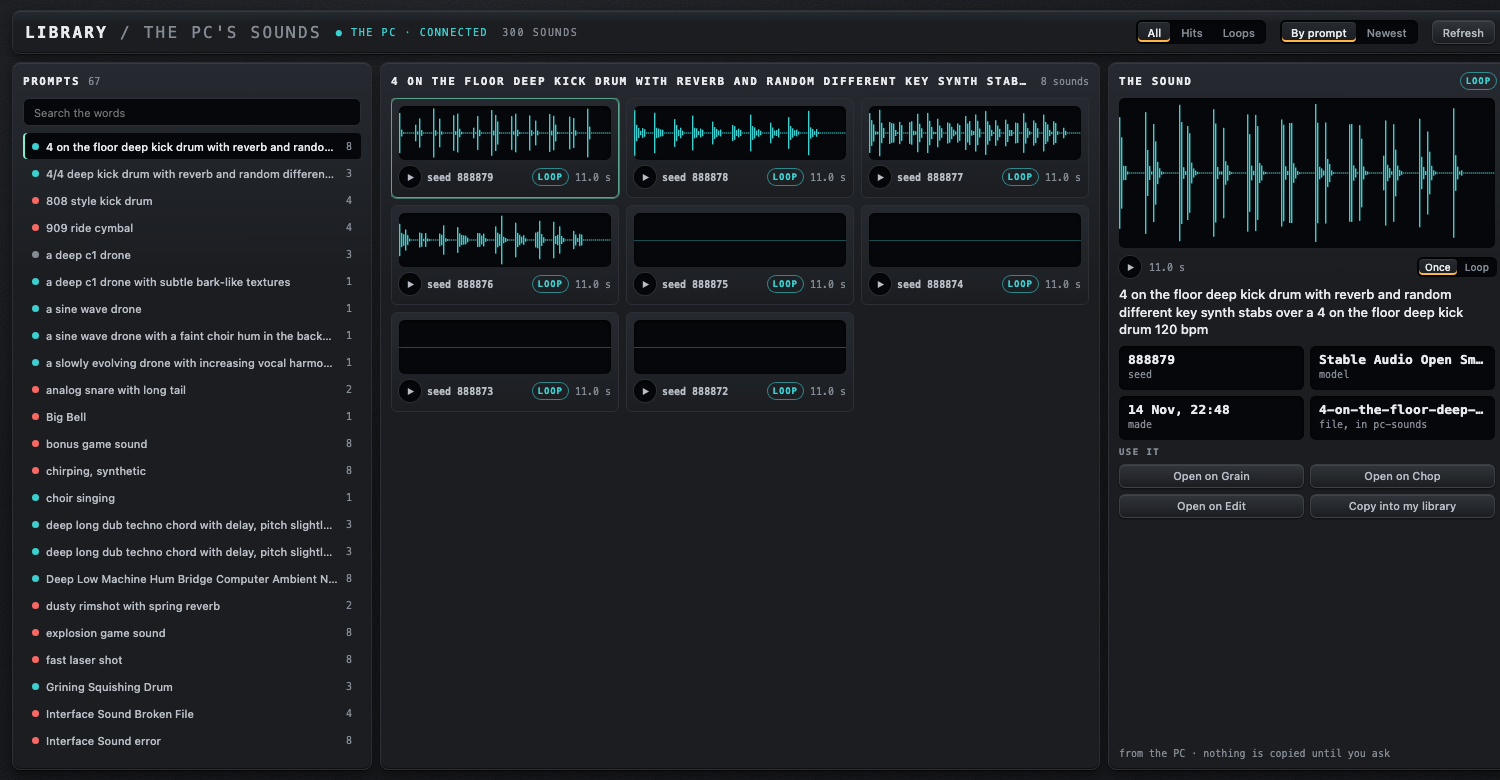 LIBRARY / THE PC'S SOUNDS • THE PC · CONNECTED 300 SOUNDS
All Hits Loops By prompt Newest Refresh
PROMPTS 67
Search the words
4 on the floor deep kick drum with reverb and rando... 8
4/4 deep kick drum with reverb and random differen... 3
808 style kick drum 4
909 ride cymbal 4
a deep c1 drone 3
a deep c1 drone with subtle bark-like textures 1
a sine wave drone 1
a sine wave drone with a faint choir hum in the back... 1
a slowly evolving drone with increasing vocal harmo... 1
analog snare with long tail 2
Big Bell 1
bonus game sound 8
chirping, synthetic 8
choir singing 1
deep long dub techno chord with delay, pitch slightl... 3
deep long dub techno chord with delay, pitch slightl... 3
Deep Low Machine Hum Bridge Computer Ambient N... 8
dusty rimshot with spring reverb 2
explosion game sound 8
fast laser shot 8
Grining Squishing Drum 3
Interface Sound Broken File 4
Interface Sound error 8
4 ON THE FLOOR DEEP KICK DRUM WITH REVERB AND RANDOM DIFFERENT KEY SYNTH STAB… 8 sounds
seed 888879 LOOP 11.0 s
seed 888878 LOOP 11.0 s
seed 888877 LOOP 11.0 s
seed 888876 LOOP 11.0 s
seed 888875 LOOP 11.0 s
seed 888874 LOOP 11.0 s
seed 888873 LOOP 11.0 s
seed 888872 LOOP 11.0 s
THE SOUND LOOP
11.0 s Once Loop
4 on the floor deep kick drum with reverb and random
different key synth stabs over a 4 on the floor deep kick
drum 120 bpm
888879
seed
Stable Audio Open Sm…
model
14 Nov, 22:48
made
4-on-the-floor-deep-…
file, in pc-sounds
USE IT
Open on Grain
Open on Chop
Open on Edit
Copy into my library
from the PC · nothing is copied until you ask